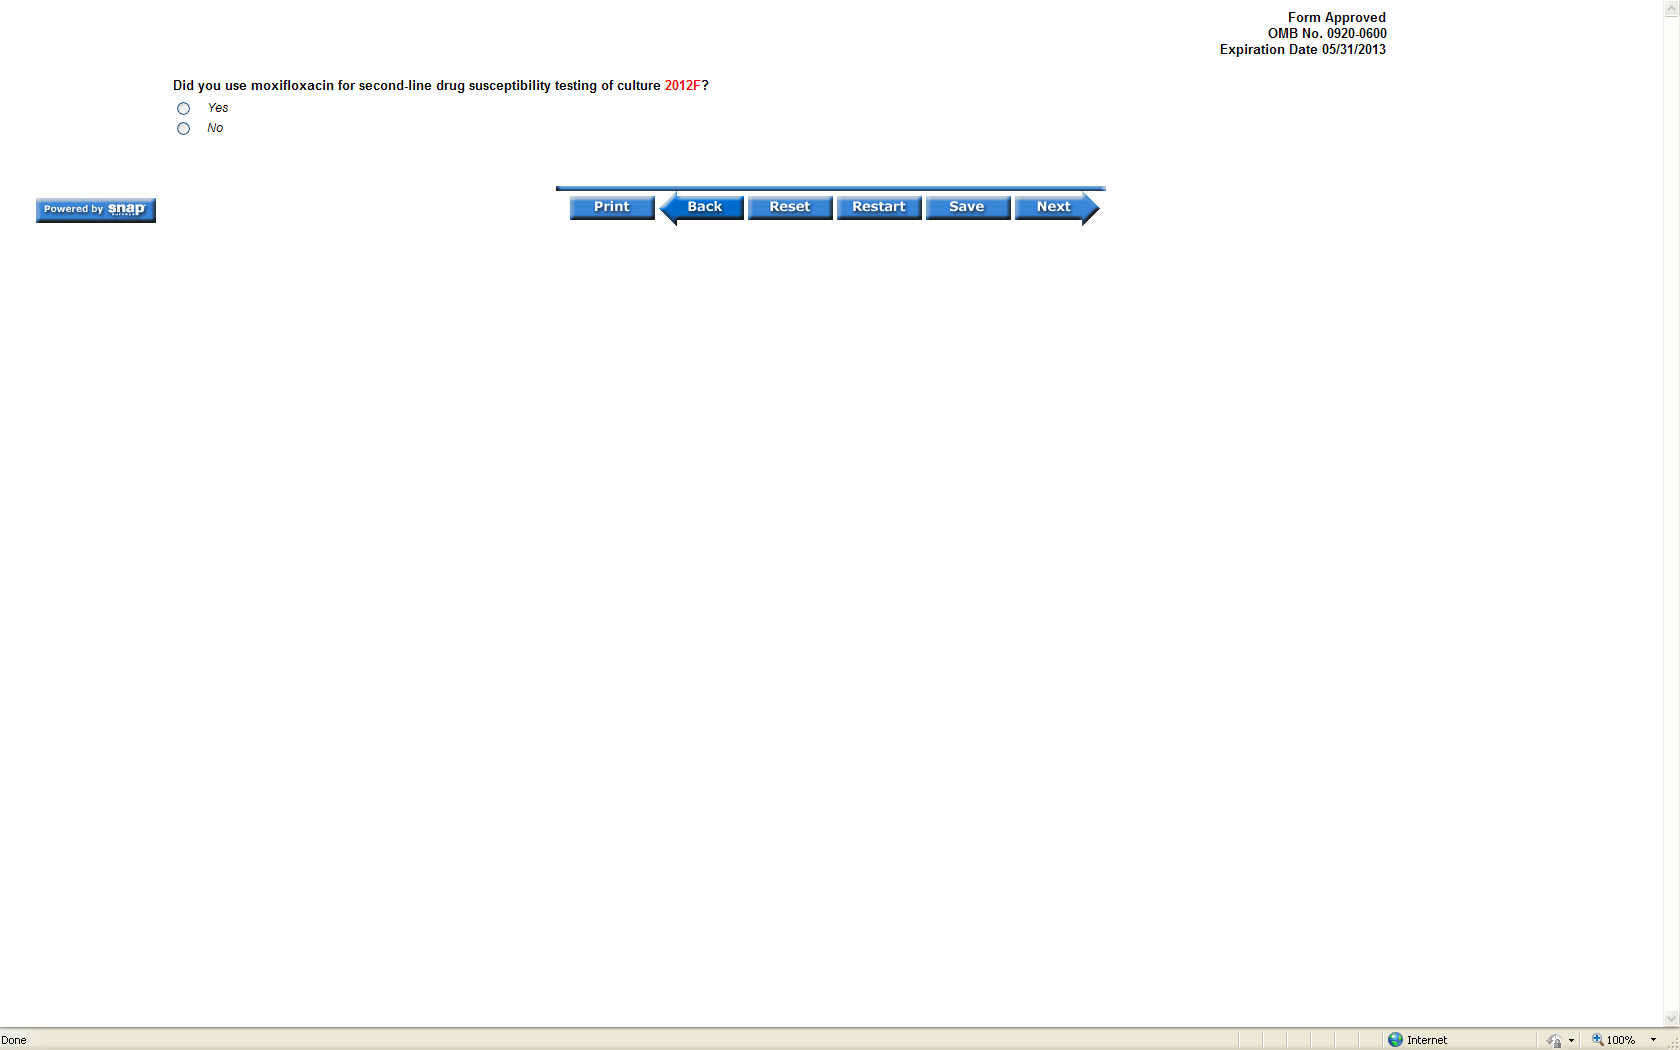 Form Approved
OMB No. 0920-0600
Expiration Date 05/31/2013
Did you use moxifloxacin for second-line drug susceptibility testing of culture 2012F?
Yes
No
Powered by snap surveys
Print Back Reset Restart Save Next
Done Internet 100%